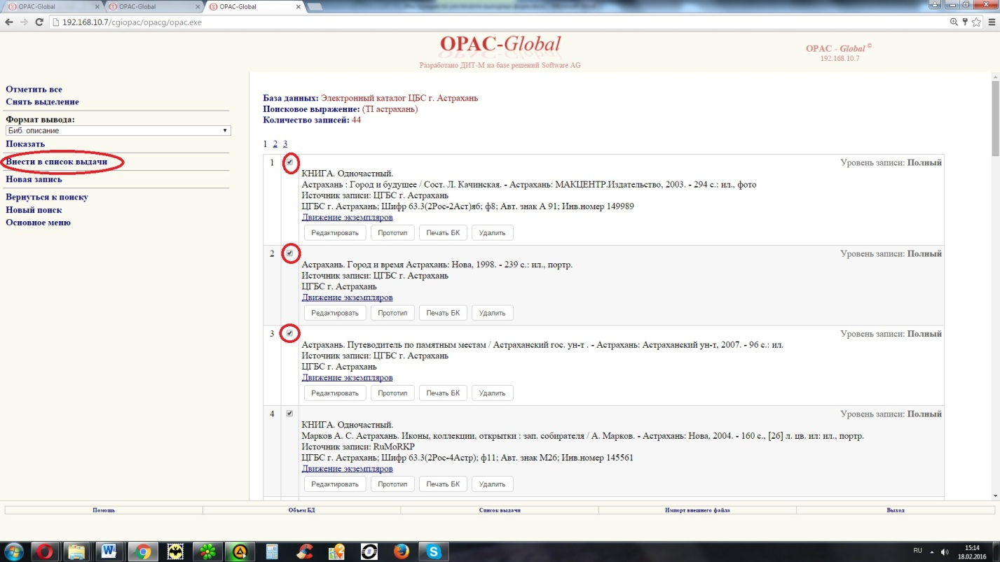 OPAC-Global
OPAC-Global
OPAC-Global
192.168.10.7/cgiopac/opacg/opac.exe
OPAC-Global
Разработано ДИТ-М на базе решений Software AG
OPAC - Global ©
192.168.10.7
Отметить все
Снять выделение
Формат вывода:
Биб. описание
Показать
Внести в список выдачи
Новая запись
Вернуться к поиску
Новый поиск
Основное меню
База данных: Электронный каталог ЦБС г. Астрахань
Поисковое выражение: (TI астрахань)
Количество записей: 44
1 2 3
1 Уровень записи: Полный
КНИГА. Одночастный.
Астрахань : Город и будущее / Сост. Л. Качинская. - Астрахань: МАКЦЕНТР.Издательство, 2003. - 294 с.: ил., фото
Источник записи: ЦГБС г. Астрахань
ЦГБС г. Астрахань; Шифр 63.3(2Рос-2Аст)я6; ф8; Авт. знак А 91; Инв.номер 149989
Движение экземпляров
Редактировать Прототип Печать БК Удалить
2 Уровень записи: Полный
Астрахань. Город и время Астрахань: Нова, 1998. - 239 с.: ил., портр.
Источник записи: ЦГБС г. Астрахань
ЦГБС г. Астрахань
Движение экземпляров
Редактировать Прототип Печать БК Удалить
3 Уровень записи: Полный
Астрахань. Путеводитель по памятным местам / Астраханский гос. ун-т . - Астрахань: Астраханский ун-т, 2007. - 96 с.: ил.
Источник записи: ЦГБС г. Астрахань
ЦГБС г. Астрахань
Движение экземпляров
Редактировать Прототип Печать БК Удалить
4 Уровень записи: Полный
КНИГА. Одночастный.
Марков А. С. Астрахань. Иконы, коллекции, открытки : зап. собирателя / А. Марков. - Астрахань: Нова, 2004. - 160 с., [26] л. цв. ил: ил., портр.
Источник записи: RuMoRKP
ЦГБС г. Астрахань; Шифр 63.3(2Рос-4Астр); ф11; Авт. знак М26; Инв.номер 145561
Движение экземпляров
Редактировать Прототип Печать БК Удалить
Помощь Объем БД Список выдачи Импорт внешнего файла Выход
RU 15:14
18.02.2016